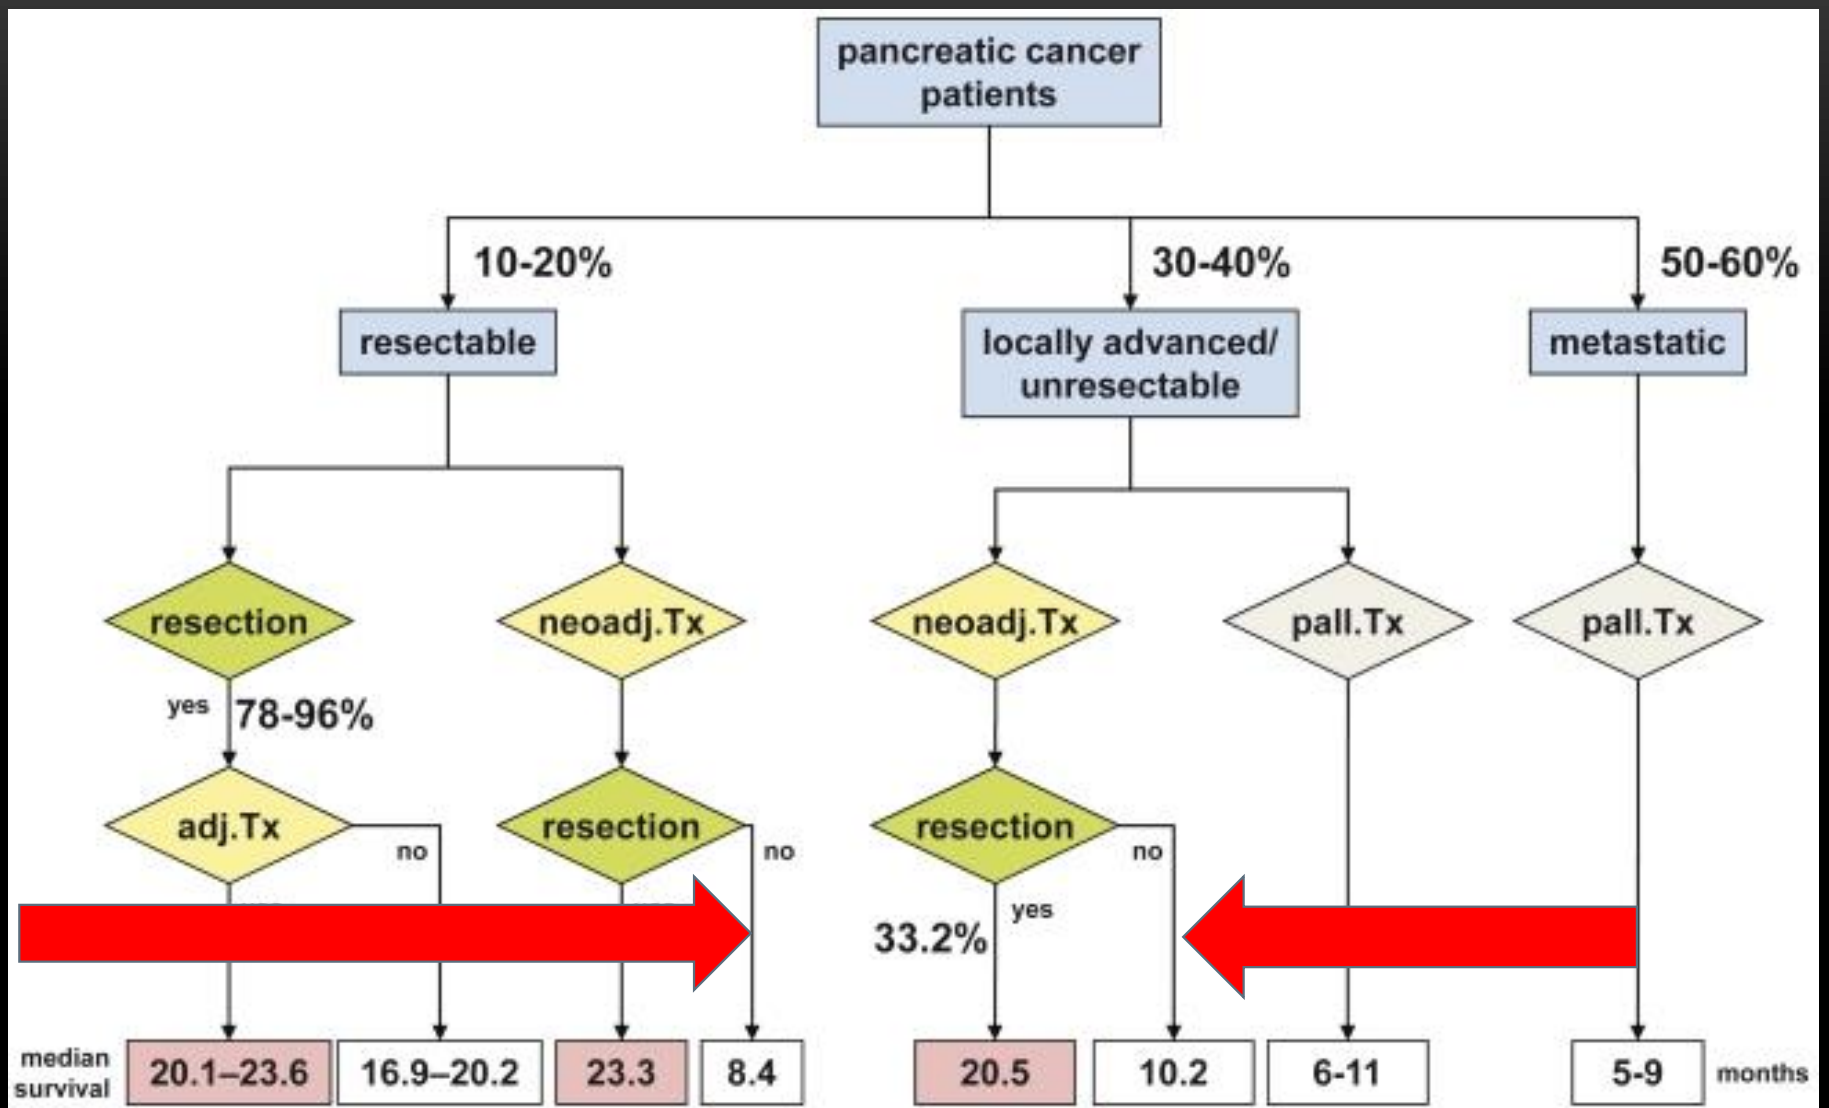 pancreatic cancer
patients
10-20%
30-40%
50-60%
resectable
locally advanced/
unresectable
metastatic
resection
neoadj.Tx
neoadj.Tx
pall.Tx
pall.Tx
yes
78-96%
adj.Tx
no
resection
no
resection
no
33.2%
yes
median
survival
20.1–23.6
16.9–20.2
23.3
8.4
20.5
10.2
6-11
5-9
months